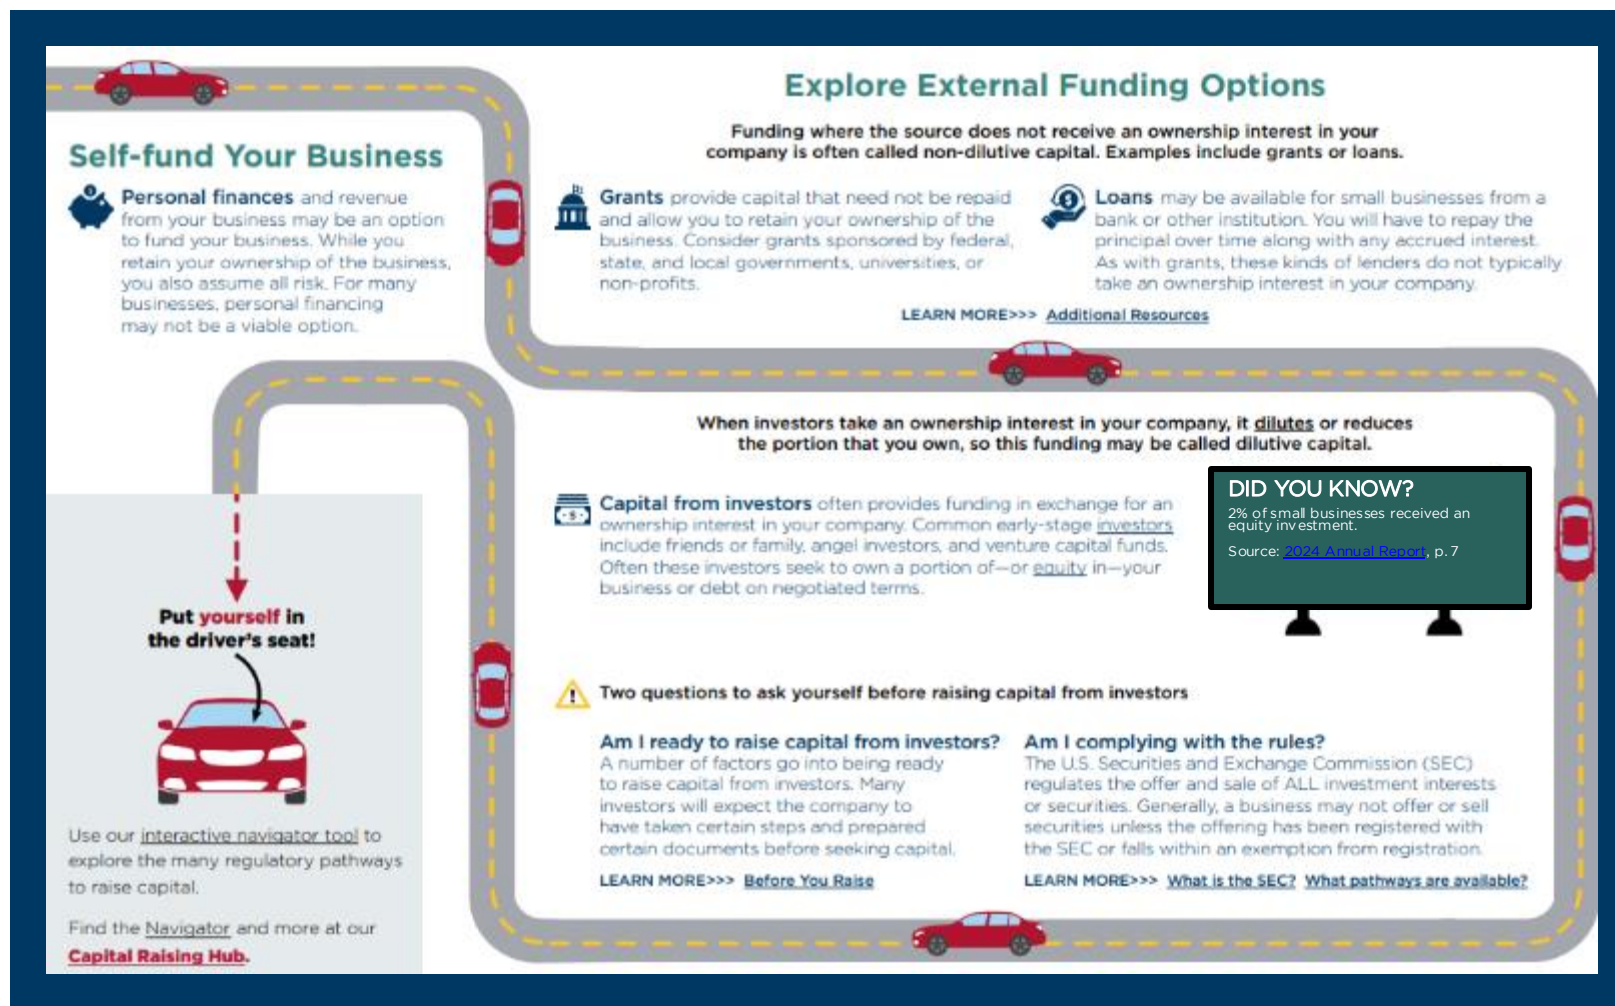 Self-fund Your Business
Personal finances and revenue
from your business may be an option
to fund your business. While you
retain your ownership of the business,
you also assume all risk. For many
businesses, personal financing
may not be a viable option.
Explore External Funding Options
Funding where the source does not receive an ownership interest in your
company is often called non-dilutive capital. Examples include grants or loans.
Grants provide capital that need not be repaid
and allow you to retain your ownership of the
business. Consider grants sponsored by federal,
state, and local governments, universities, or
non-profits.
Loans may be available for small businesses from a
bank or other institution. You will have to repay the
principal over time along with any accrued interest.
As with grants, these kinds of lenders do not typically
take an ownership interest in your company.
LEARN MORE>>> Additional Resources
When investors take an ownership interest in your company, it dilutes or reduces
the portion that you own, so this funding may be called dilutive capital.
Capital from investors often provides funding in exchange for an
ownership interest in your company. Common early-stage investors
include friends or family, angel investors, and venture capital funds.
Often these investors seek to own a portion of—or equity in—your
business or debt on negotiated terms.
DID YOU KNOW?
2% of small businesses received an
equity investment.
Source: 2024 Annual Report, p. 7
Two questions to ask yourself before raising capital from investors
Am I ready to raise capital from investors?
A number of factors go into being ready
to raise capital from investors. Many
investors will expect the company to
have taken certain steps and prepared
certain documents before seeking capital.
LEARN MORE>>> Before You Raise
Am I complying with the rules?
The U.S. Securities and Exchange Commission (SEC)
regulates the offer and sale of ALL investment interests
or securities. Generally, a business may not offer or sell
securities unless the offering has been registered with
the SEC or falls within an exemption from registration.
LEARN MORE>>> What is the SEC? What pathways are available?
Put yourself in
the driver's seat!
Use our interactive navigator tool to
explore the many regulatory pathways
to raise capital.
Find the Navigator and more at our
Capital Raising Hub.